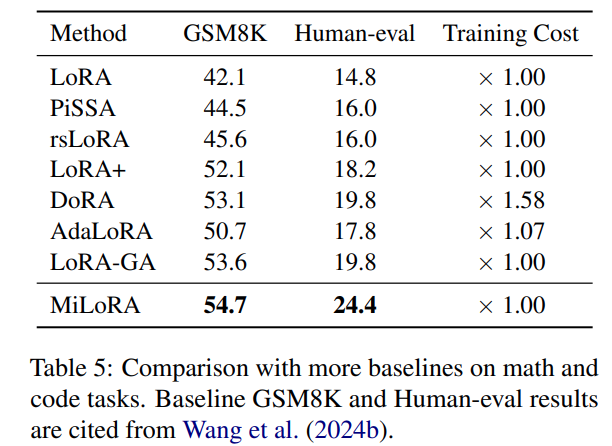 Method GSM8K Human-eval Training Cost
LoRA 42.1 14.8 × 1.00
PiSSA 44.5 16.0 × 1.00
rsLoRA 45.6 16.0 × 1.00
LoRA+ 52.1 18.2 × 1.00
DoRA 53.1 19.8 × 1.58
AdaLoRA 50.7 17.8 × 1.07
LoRA-GA 53.6 19.8 × 1.00
MiLoRA 54.7 24.4 × 1.00
Table 5: Comparison with more baselines on math and
code tasks. Baseline GSM8K and Human-eval results
are cited from Wang et al. (2024b).